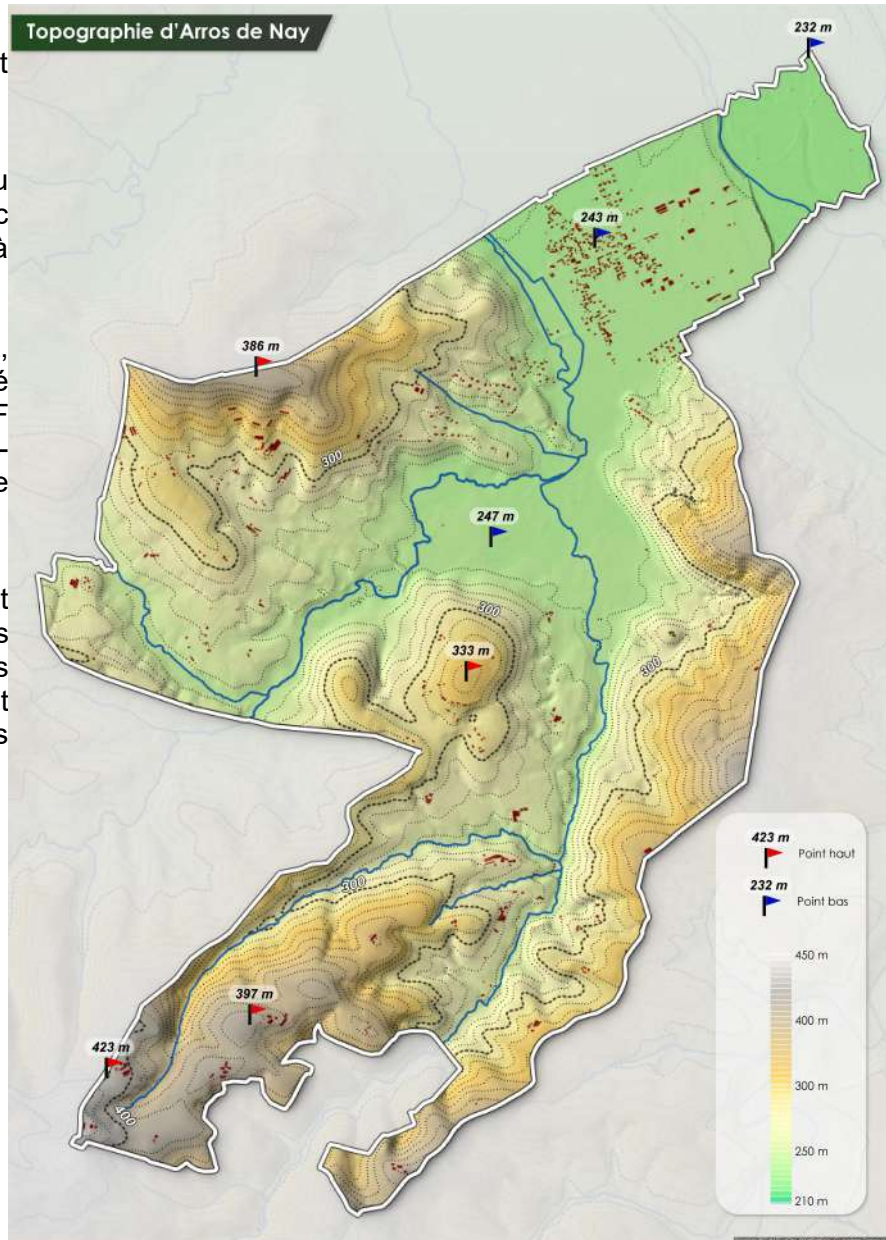 Topographie d'Arros de Nay
232 m
t
u
c
à
243 m
386 m
,
é
300
e
247 m
t
300
s
333 m
300
s
t
s
423 m
Point haut
232 m
Point bas
300
450 m
397 m
400 m
423 m
300 m
400
250 m
210 m